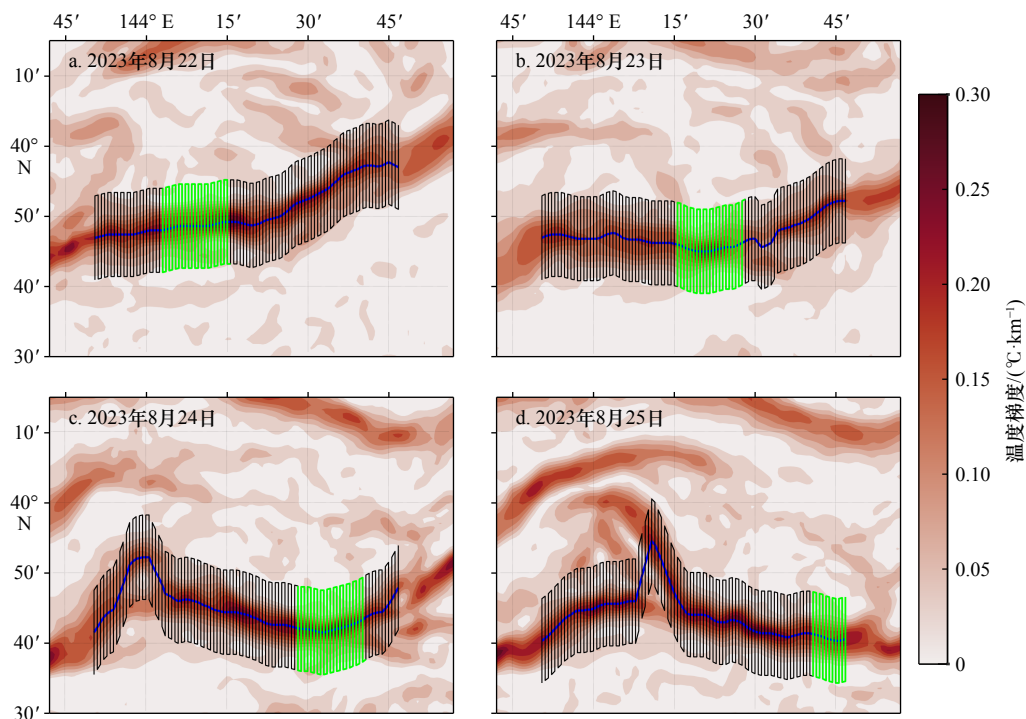 45′ 144° E 15′ 30′ 45′ 45′ 144° E 15′ 30′ 45′
a. 2023年8月22日
b. 2023年8月23日
10′
40°
N
50′
40′
30′
c. 2023年8月24日
d. 2023年8月25日
10′
40°
N
50′
40′
30′
0.30
0.25
0.20
0.15
0.10
0.05
0
温度梯度/(℃·km⁻¹)